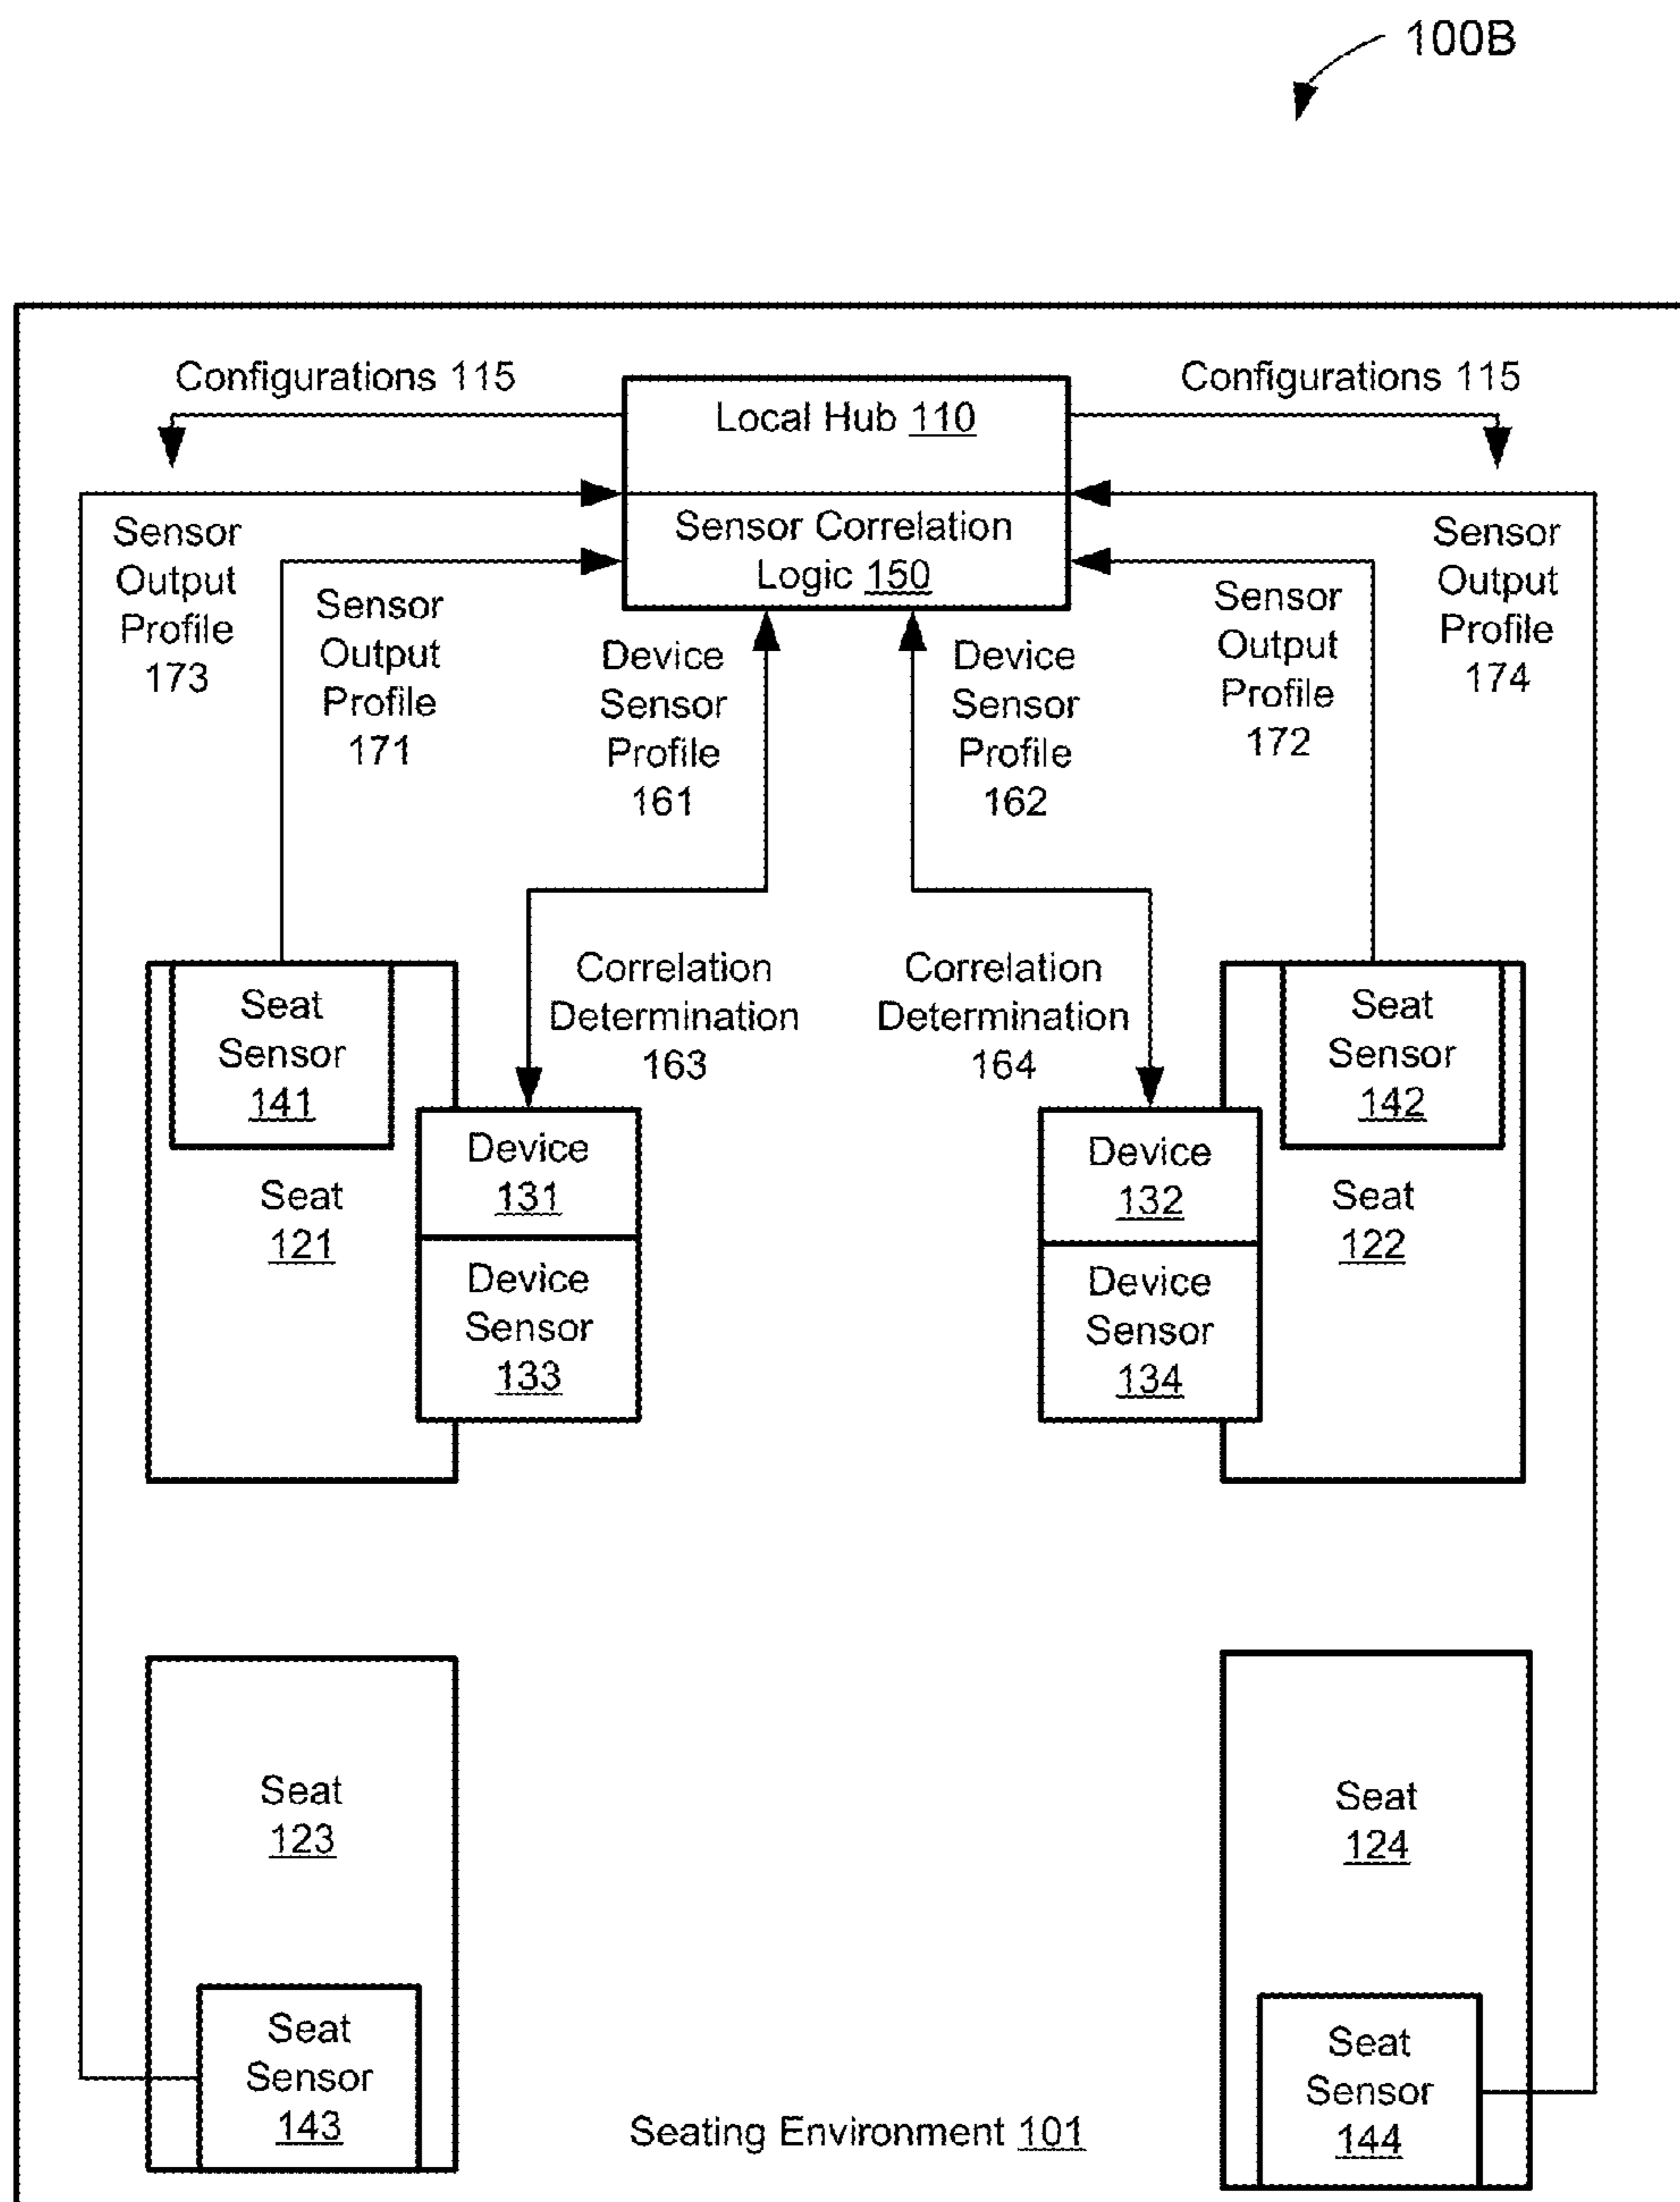 100B
Configurations 115
Configurations 115
Local Hub 110
Sensor Correlation
Logic 150
Sensor
Output
Profile
173
Sensor
Output
Profile
171
Device
Sensor
Profile
161
Device
Sensor
Profile
162
Sensor
Output
Profile
172
Sensor
Output
Profile
174
Correlation
Determination
163
Correlation
Determination
164
Seat
Sensor
141
Seat
121
Device
131
Device
Sensor
133
Device
132
Device
Sensor
134
Seat
Sensor
142
Seat
122
Seat
123
Seat
Sensor
143
Seat
124
Seat
Sensor
144
Seating Environment 101